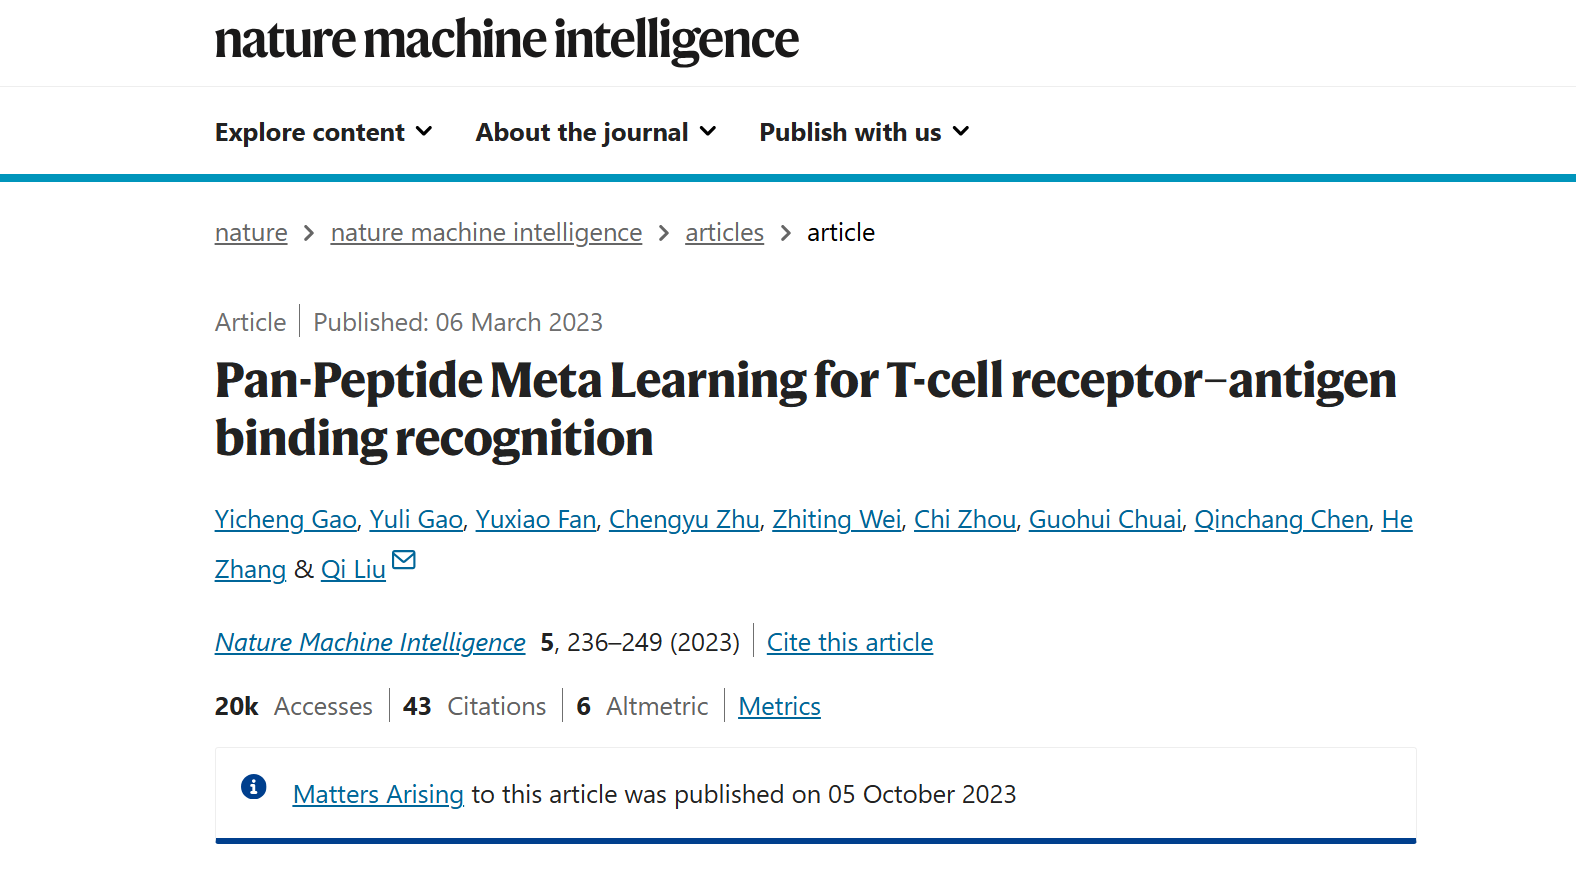 nature machine intelligence
Explore content About the journal Publish with us
nature > nature machine intelligence > articles > article
Article | Published: 06 March 2023
Pan-Peptide Meta Learning for T-cell receptor–antigen
binding recognition
Yicheng Gao, Yuli Gao, Yuxiao Fan, Chengyu Zhu, Zhiting Wei, Chi Zhou, Guohui Chuai, Qinchang Chen, He
Zhang & Qi Liu
Nature Machine Intelligence 5, 236–249 (2023) | Cite this article
20k Accesses | 43 Citations | 6 Altmetric | Metrics
Matters Arising to this article was published on 05 October 2023